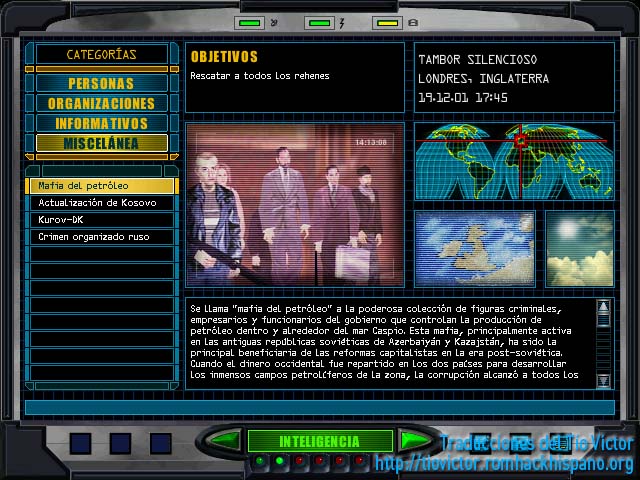 CATEGORÍAS
PERSONAS
ORGANIZACIONES
INFORMATIVOS
MISCELÁNEA
Mafia del petróleo
Actualización de Kosovo
Kurov-DK
Crimen organizado ruso
OBJETIVOS
Rescatar a todos los rehenes
TAMBOR SILENCIOSO
LONDRES, INGLATERRA
19.12.01 17:45
14:13:08
Se llama "mafia del petróleo" a la poderosa colección de figuras criminales,
empresarios y funcionarios del gobierno que controlan la producción de
petróleo dentro y alrededor del mar Caspio. Esta mafia, principalmente activa
en las antiguas repúblicas soviéticas de Azerbaiyán y Kazajstán, ha sido la
principal beneficiaria de las reformas capitalistas en la era post-soviética.
Cuando el dinero occidental fue repartido en los dos países para desarrollar
los inmensos campos petrolíferos de la zona, la corrupción alcanzó a todos los
INTELIGENCIA
Traducciones del Tio Victor
http://tiovictor.romhackhispano.org